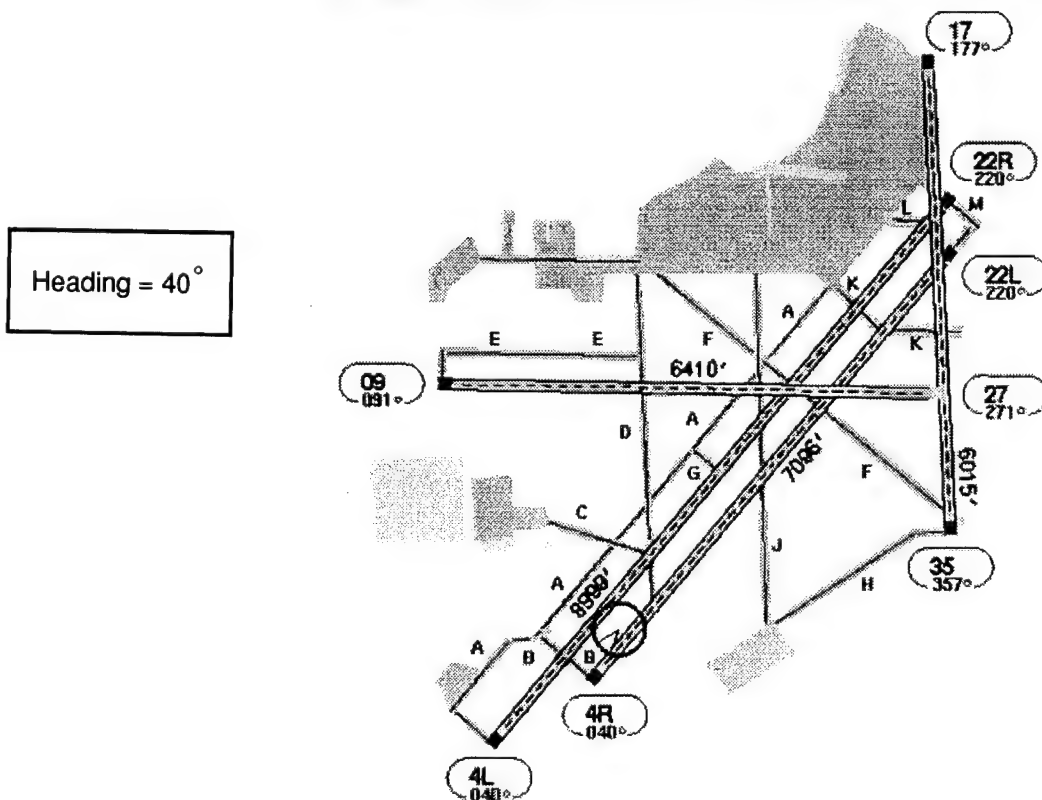 17
177°
22R
220°
L
M
Heading = 40°
22L
220°
K
A
E
E
F
K
6410'
09
091°
27
271°
A
D
G
7096'
F
6015'
C
J
8998'
A
35
357°
H
A
B
B
4R
040°
4L
040°